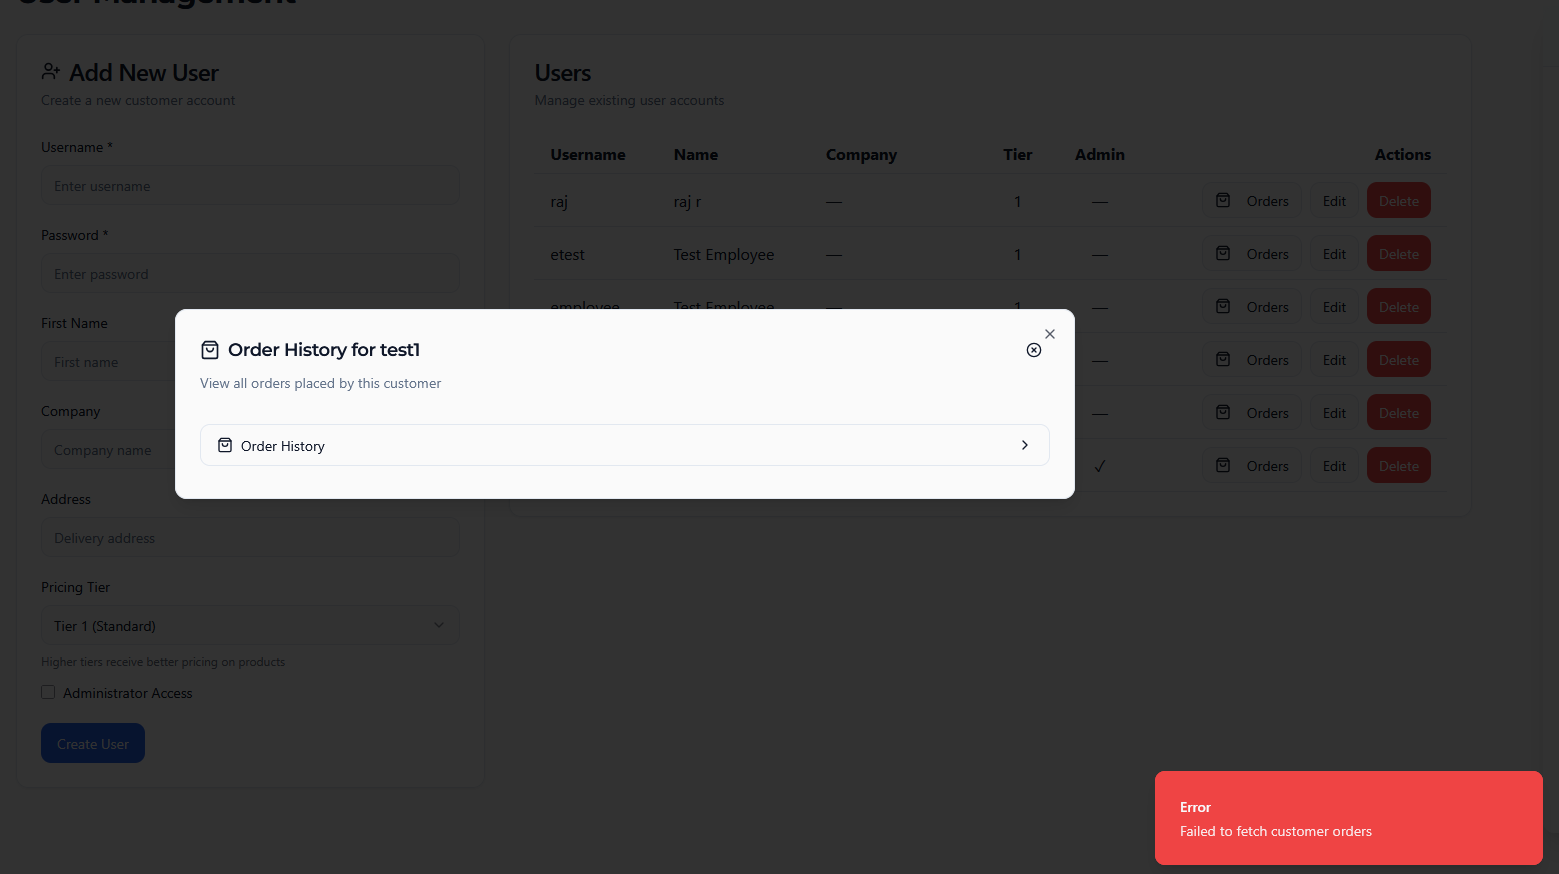 User Management
Add New User
Create a new customer account
Username *
Enter username
Password *
Enter password
First Name
First name
Company
Company name
Address
Delivery address
Pricing Tier
Tier 1 (Standard)
Higher tiers receive better pricing on products
Administrator Access
Create User
Users
Manage existing user accounts
Username Name Company Tier Admin Actions
raj raj r — 1 — Orders Edit Delete
etest Test Employee — 1 — Orders Edit Delete
employee Test Employee — 1 — Orders Edit Delete
— Orders Edit Delete
— Orders Edit Delete
✓ Orders Edit Delete
Order History for test1
View all orders placed by this customer
Order History
Error
Failed to fetch customer orders